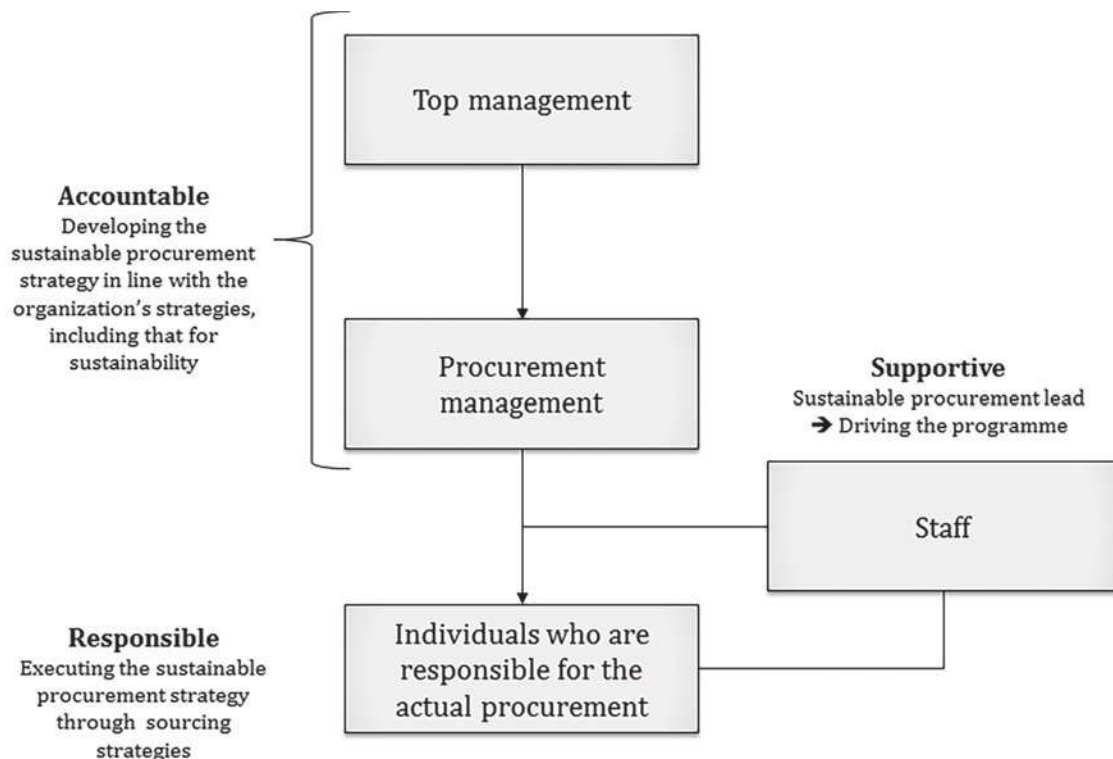 Top management
Accountable
Developing the
sustainable procurement
strategy in line with the
organization's strategies,
including that for
sustainability
Procurement
management
Supportive
Sustainable procurement lead
➔ Driving the programme
Staff
Responsible
Executing the sustainable
procurement strategy
through sourcing
strategies
Individuals who are
responsible for the
actual procurement